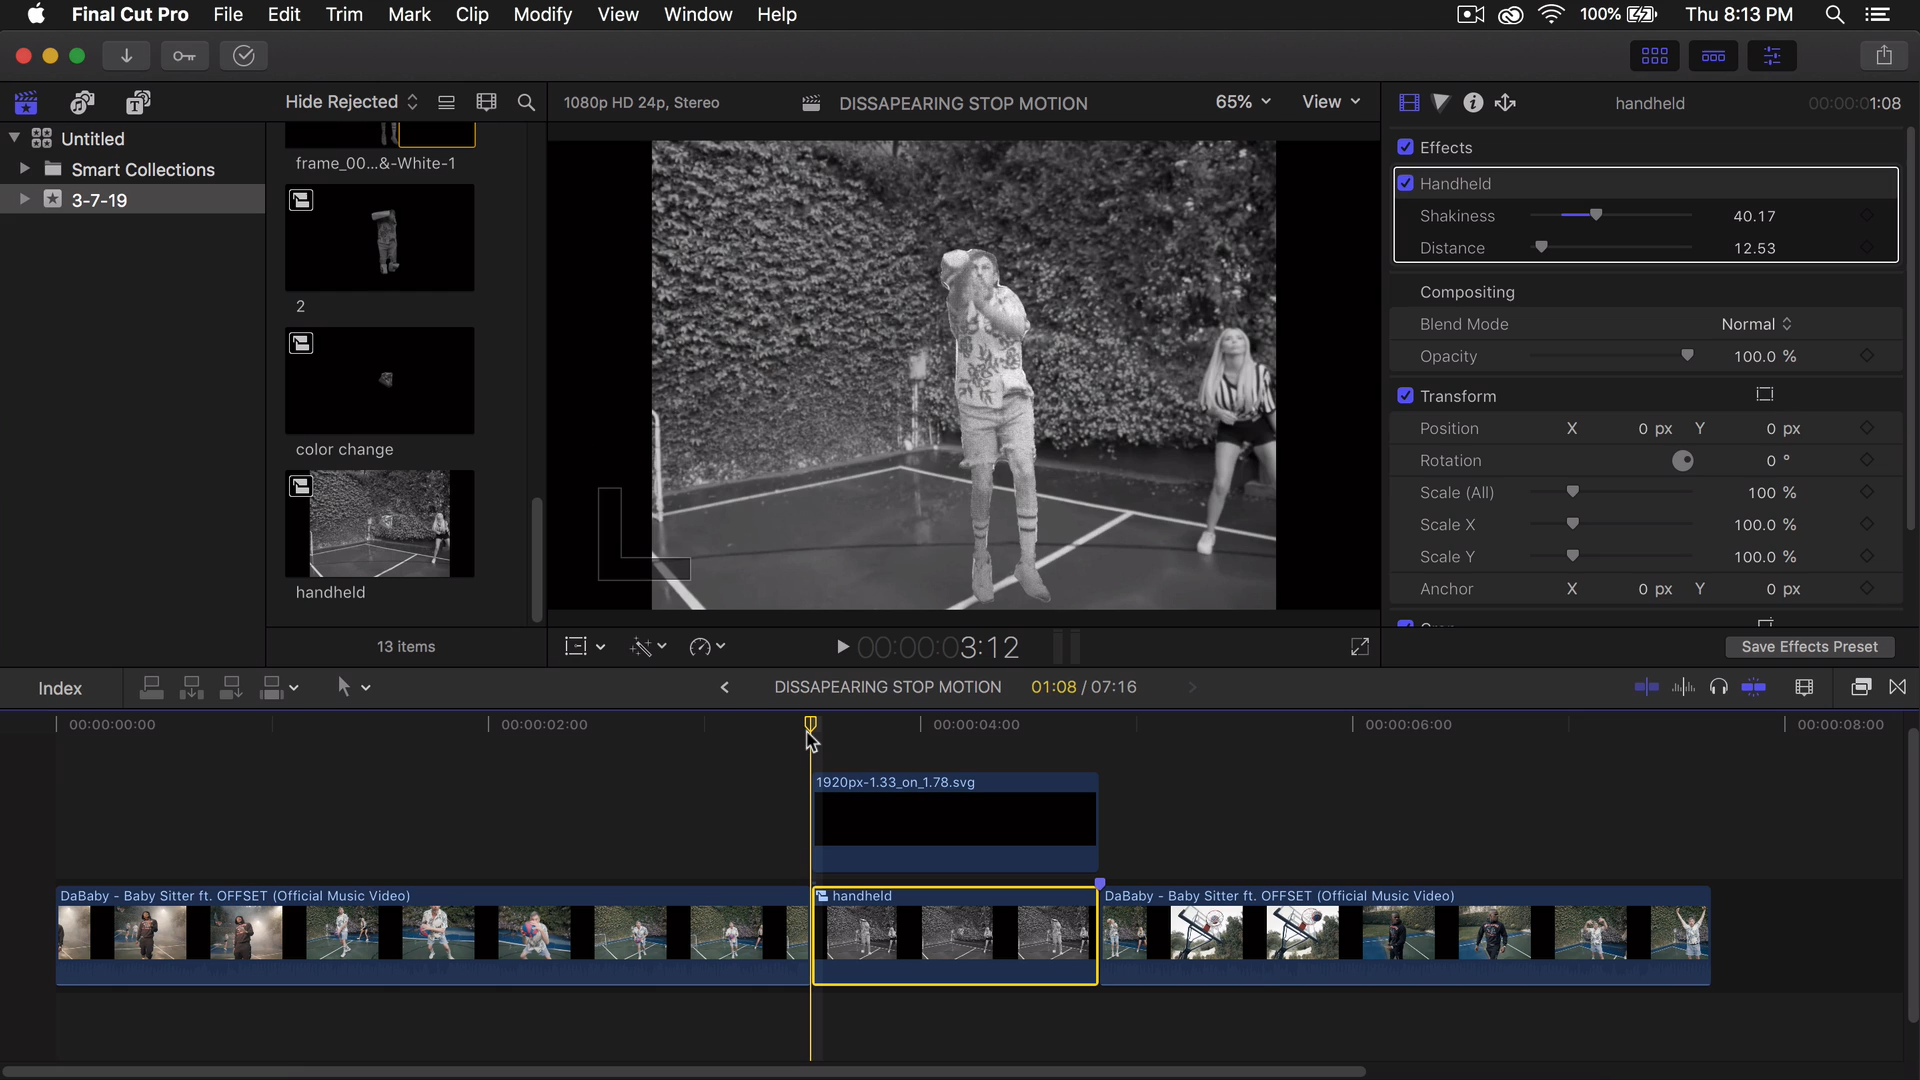 Final Cut Pro File Edit Trim Mark Clip Modify View Window Help 100% Thu 8:13 PM
Hide Rejected
1080p HD 24p, Stereo
DISSAPEARING STOP MOTION
65%
View
handheld
00:00:01:08
Untitled
Smart Collections
3-7-19
frame_00...&-White-1
2
color change
handheld
13 items
00:00:00:03:12
Effects
Handheld
Shakiness 40.17
Distance 12.53
Compositing
Blend Mode Normal
Opacity 100.0 %
Transform
Position X 0 px Y 0 px
Rotation 0 °
Scale (All) 100 %
Scale X 100.0 %
Scale Y 100.0 %
Anchor X 0 px Y 0 px
Save Effects Preset
Index
DISSAPEARING STOP MOTION
01:08 / 07:16
00:00:00:00 00:00:02:00 00:00:04:00 00:00:06:00 00:00:08:00
1920px-1.33_on_1.78.svg
DaBaby - Baby Sitter ft. OFFSET (Official Music Video)
handheld
DaBaby - Baby Sitter ft. OFFSET (Official Music Video)